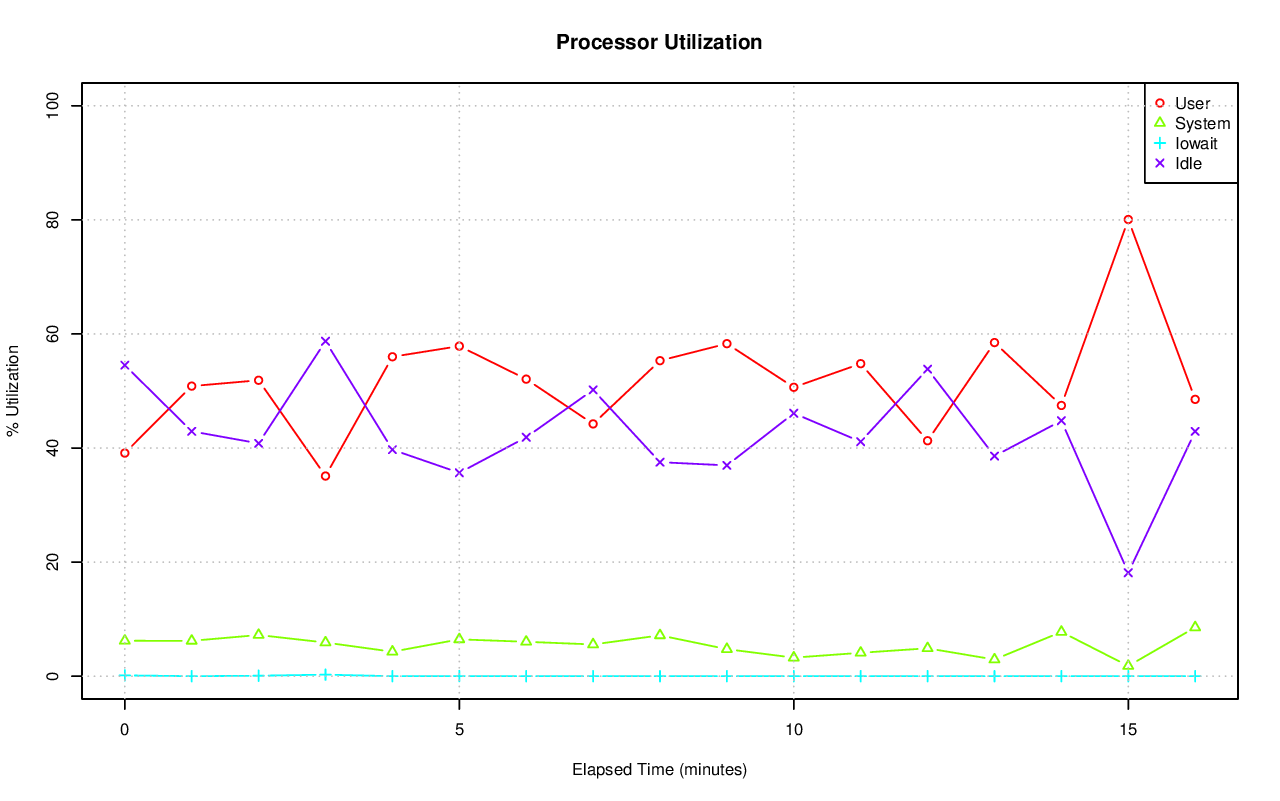 Processor Utilization
% Utilization
100
80
60
40
20
0
User
System
Iowait
Idle
0 5 10 15
Elapsed Time (minutes)